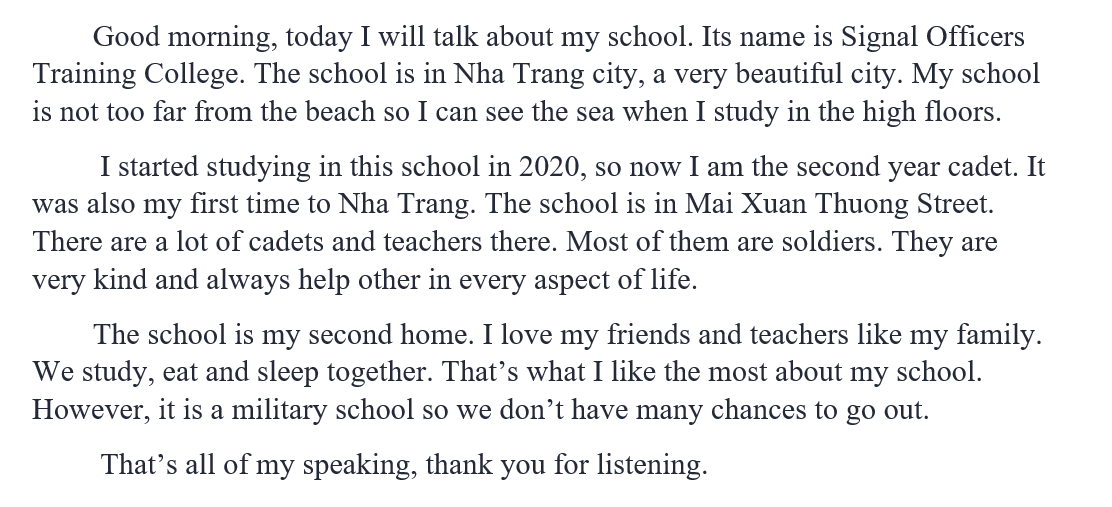 Good morning, today I will talk about my school. Its name is Signal Officers
Training College. The school is in Nha Trang city, a very beautiful city. My school
is not too far from the beach so I can see the sea when I study in the high floors.
I started studying in this school in 2020, so now I am the second year cadet. It
was also my first time to Nha Trang. The school is in Mai Xuan Thuong Street.
There are a lot of cadets and teachers there. Most of them are soldiers. They are
very kind and always help other in every aspect of life.
The school is my second home. I love my friends and teachers like my family.
We study, eat and sleep together. That’s what I like the most about my school.
However, it is a military school so we don’t have many chances to go out.
That’s all of my speaking, thank you for listening.